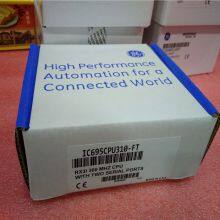 High Performance
Automation for a
Connected World
IC695CPU310-FT
RX3I 300 MHZ CPU
WITH TWO SERIAL PORTS